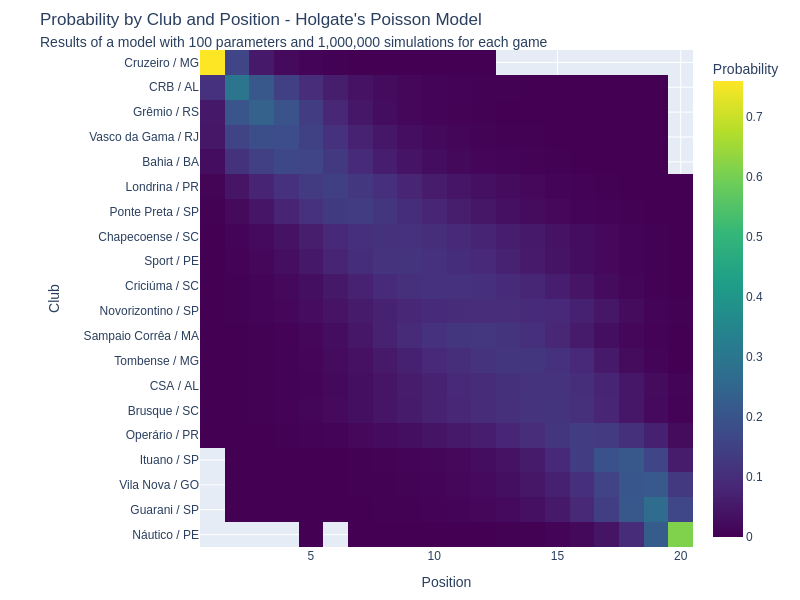 Probability by Club and Position - Holgate's Poisson Model
Results of a model with 100 parameters and 1,000,000 simulations for each game
Probability
Cruzeiro / MG
CRB / AL
Grêmio / RS
Vasco da Gama / RJ
Bahia / BA
Londrina / PR
Ponte Preta / SP
Chapecoense / SC
Sport / PE
Criciúma / SC
Novorizontino / SP
Sampaio Corrêa / MA
Tombense / MG
CSA / AL
Brusque / SC
Operário / PR
Ituano / SP
Vila Nova / GO
Guarani / SP
Náutico / PE
Club
5
10
15
20
Position
0.7
0.6
0.5
0.4
0.3
0.2
0.1
0